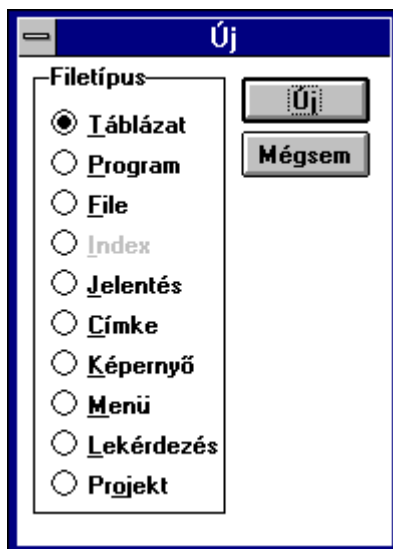 Új
Filetípus
Táblázat
Program
File
Index
Jelentés
Címke
Képernyő
Menü
Lekérdezés
Projekt
Új
Mégsem